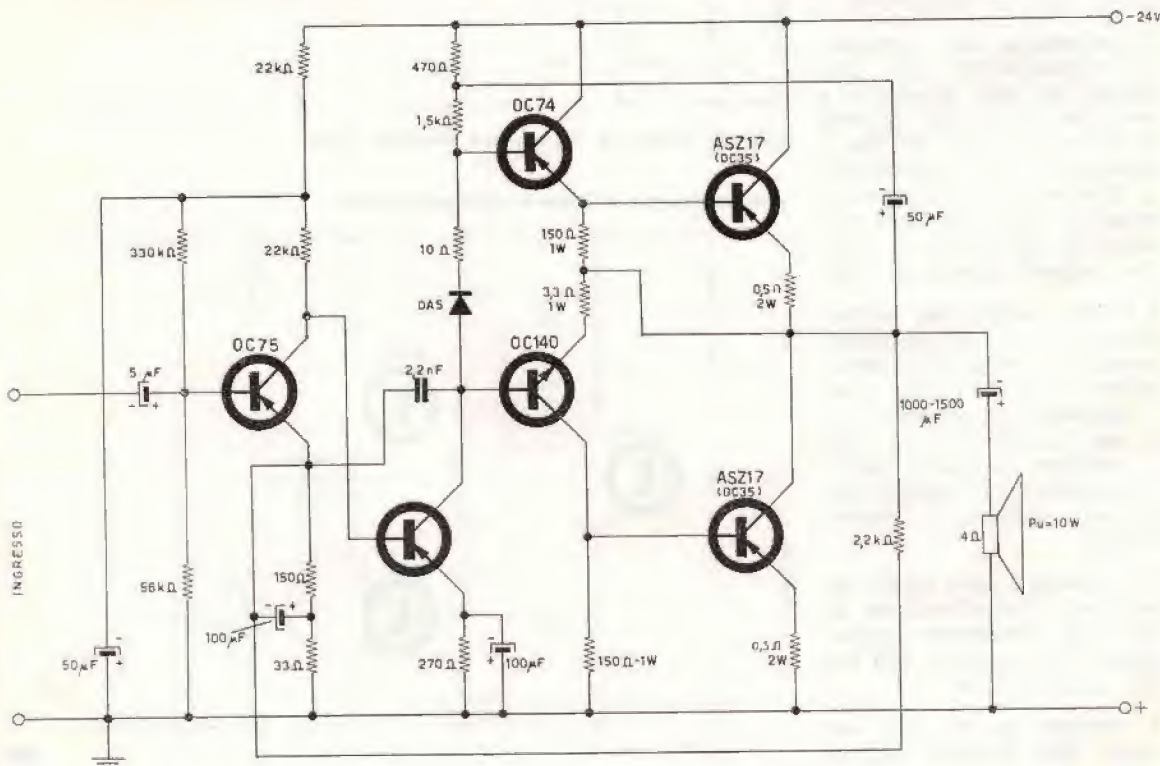 -24V
22kΩ
470Ω
1,5kΩ
OC74
ASZ17
(OC35)
330kΩ
22kΩ
10Ω
150Ω
1W
50µF
3,3Ω
1W
0,5Ω
2W
OA5
OC75
OC140
5µF
2,2nF
1000-1500
µF
ASZ17
(OC35)
INGRESSO
56kΩ
150Ω
2,2kΩ
4Ω
Pu=10W
100µF
50µF
33Ω
270Ω
100µF
150Ω-1W
0,5Ω
2W
+